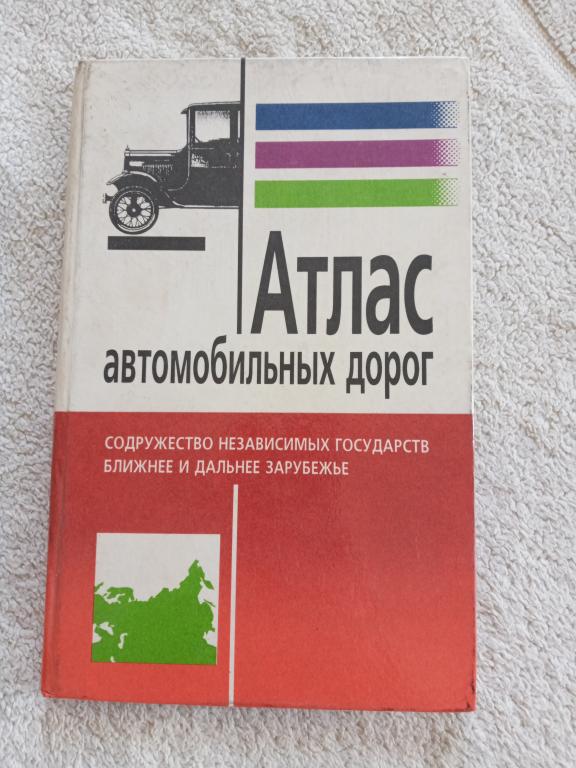 Атлас
автомобильных дорог
СОДРУЖЕСТВО НЕЗАВИСИМЫХ ГОСУДАРСТВ
БЛИЖНЕЕ И ДАЛЬНЕЕ ЗАРУБЕЖЬЕ